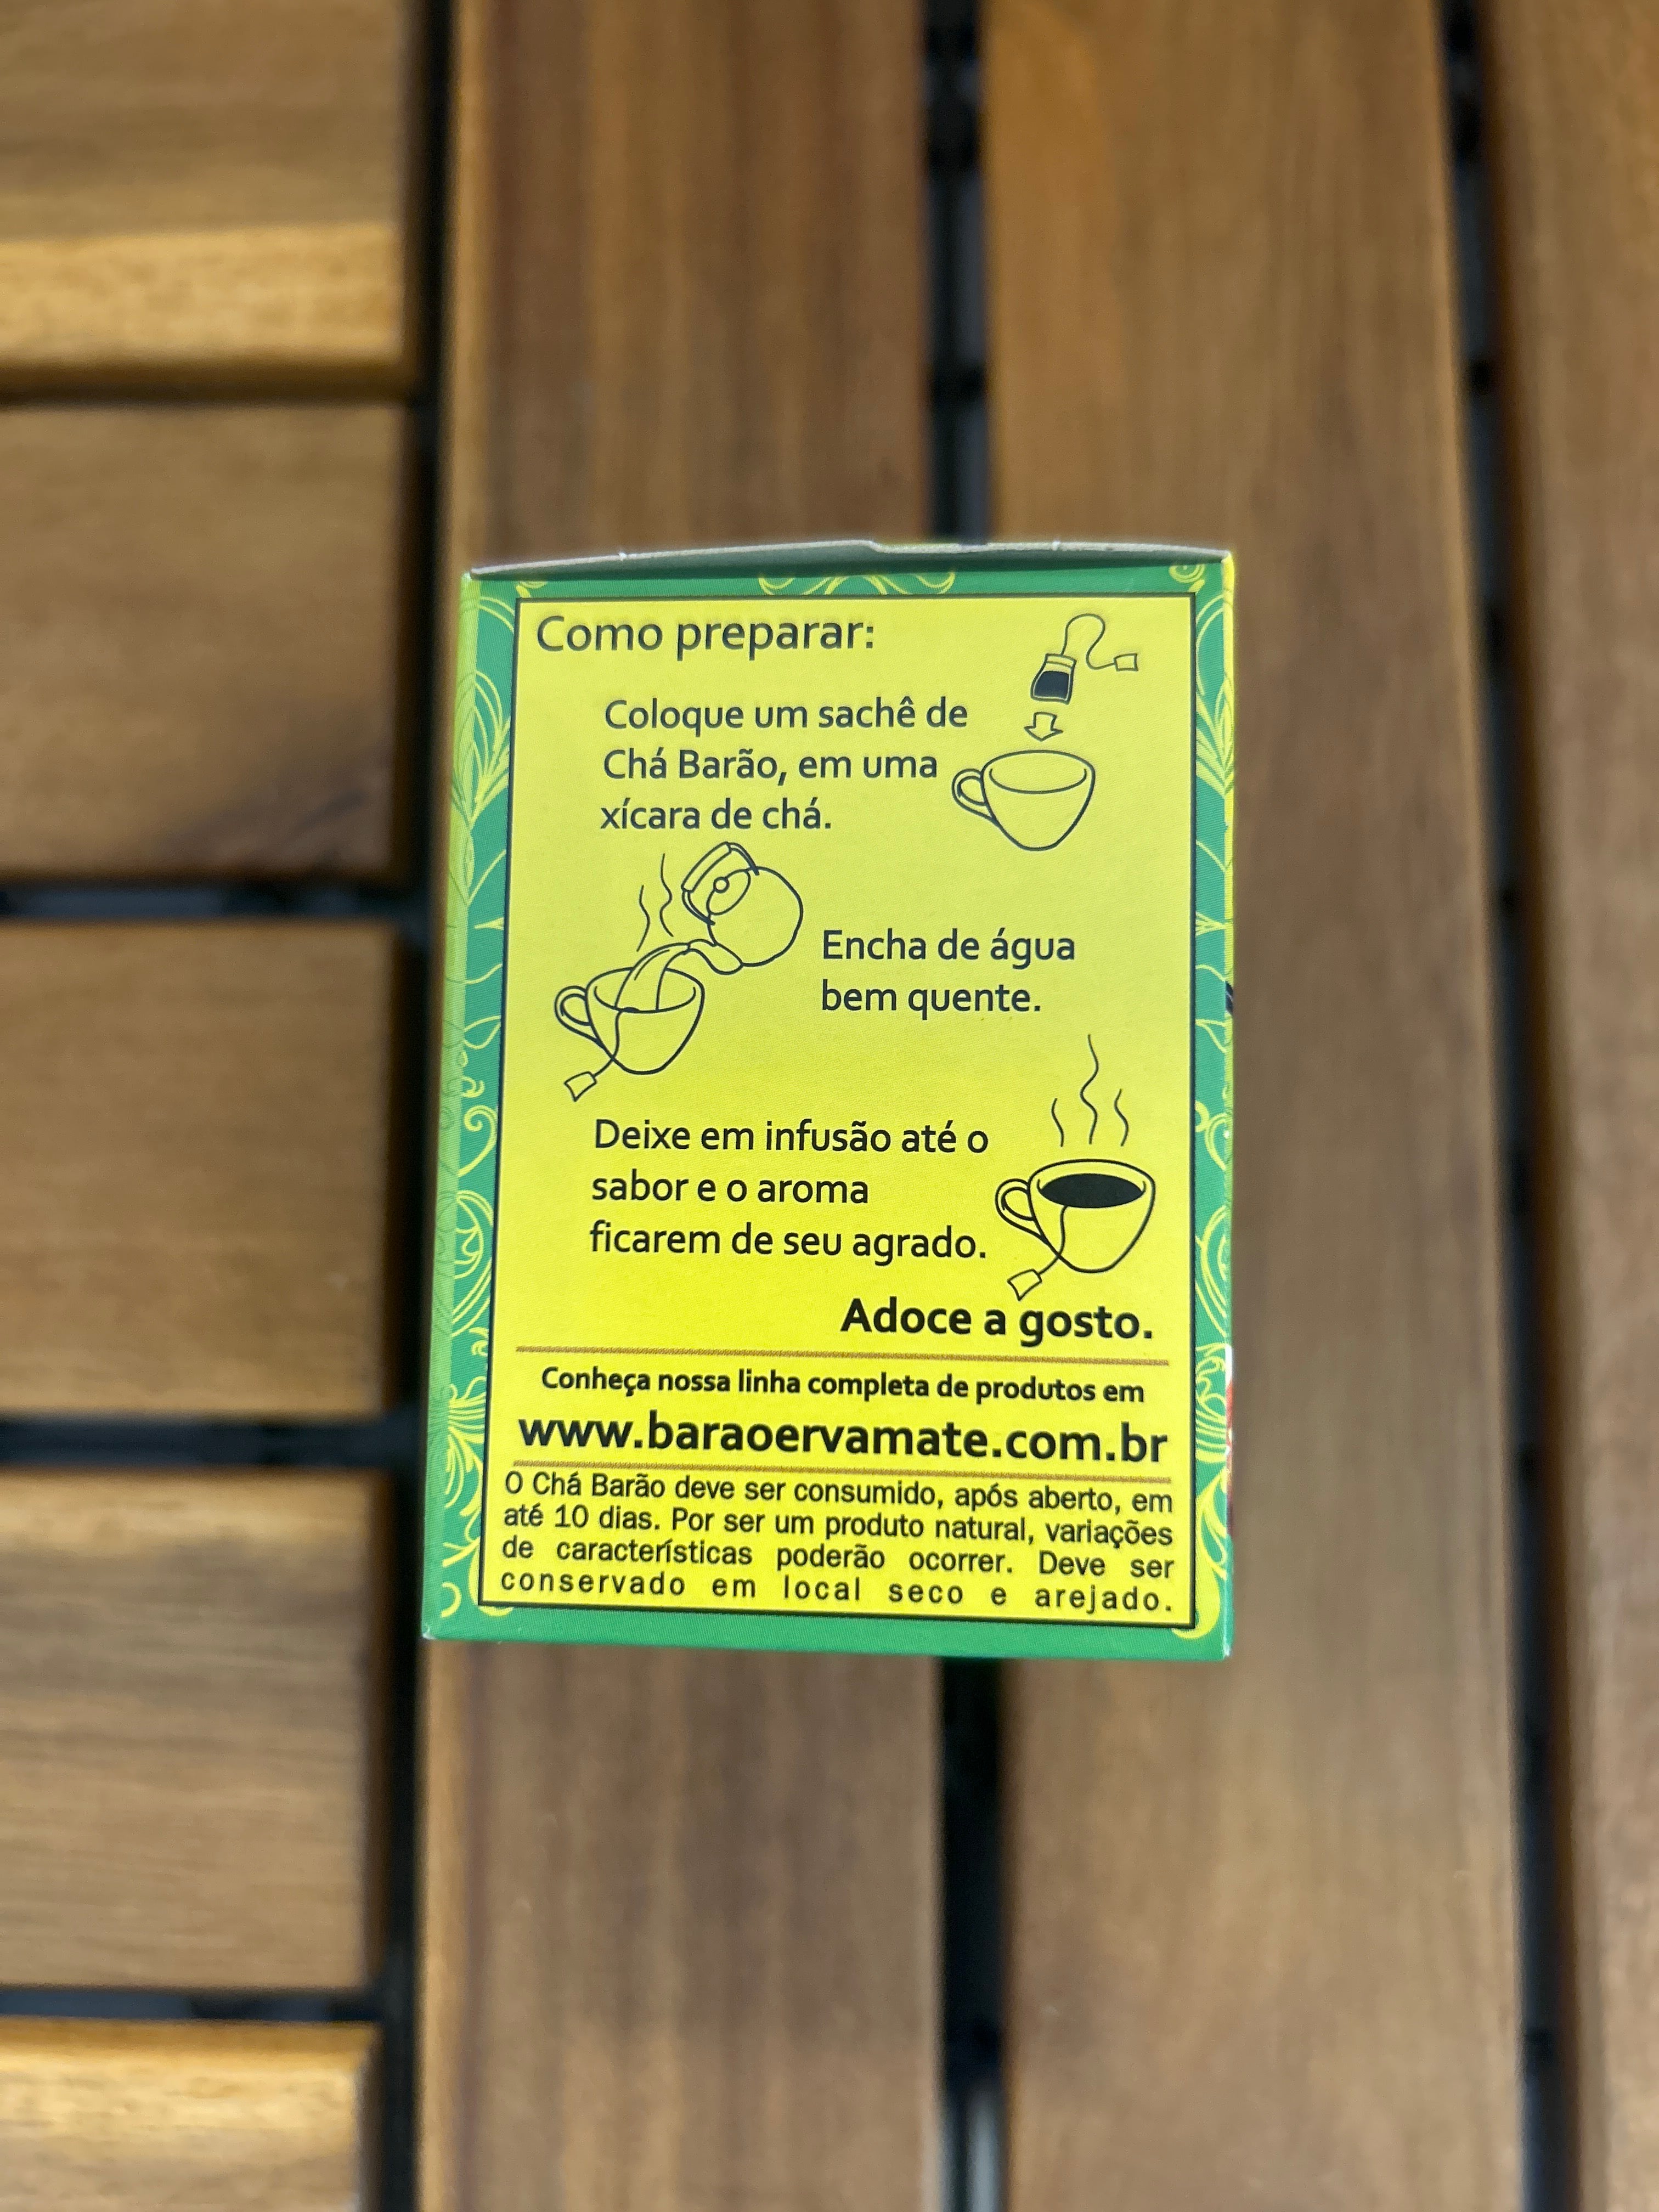 Como preparar:
Coloque um sachê de
Chá Barão, em uma
xícara de chá.
Encha de água
bem quente.
Deixe em infusão até o
sabor e o aroma
ficarem de seu agrado.
Adoce a gosto.
Conheça nossa linha completa de produtos em
www.baraoervamate.com.br
O Chá Barão deve ser consumido, após aberto, em
até 10 dias. Por ser um produto natural, variações
de características poderão ocorrer. Deve ser
conservado em local seco e arejado.